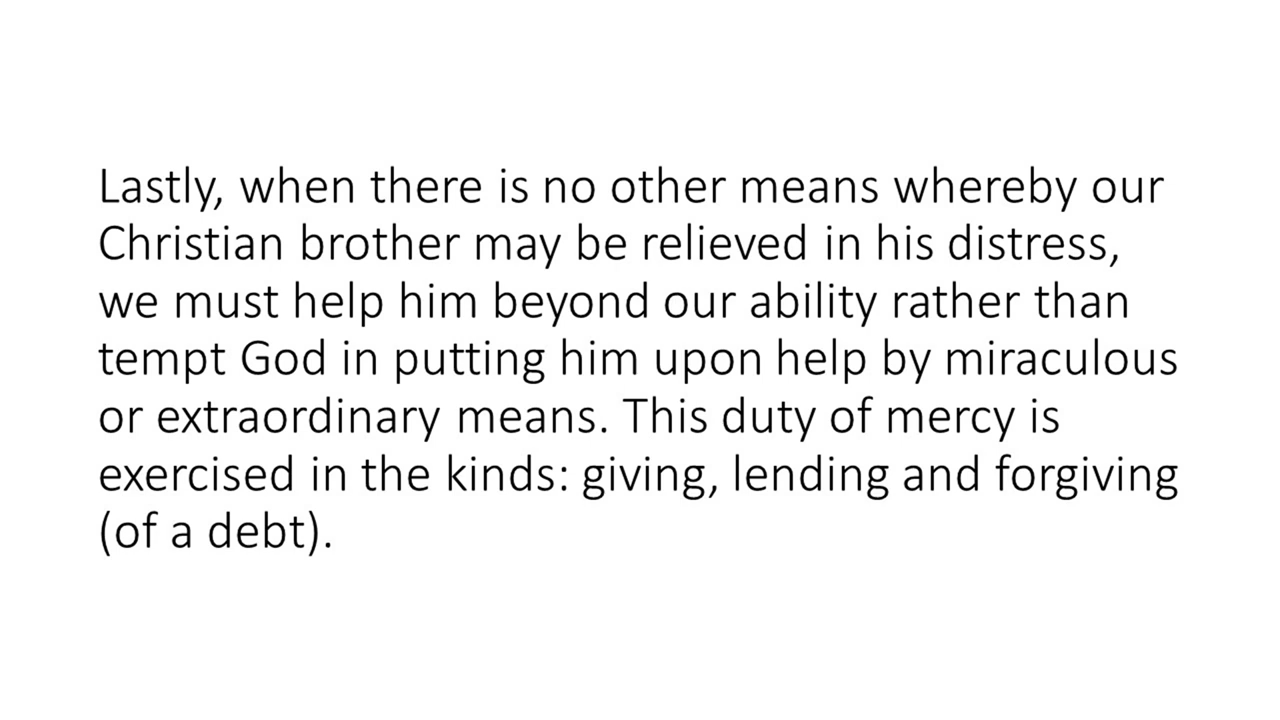 Lastly, when there is no other means whereby our
Christian brother may be relieved in his distress,
we must help him beyond our ability rather than
tempt God in putting him upon help by miraculous
or extraordinary means. This duty of mercy is
exercised in the kinds: giving, lending and forgiving
(of a debt).